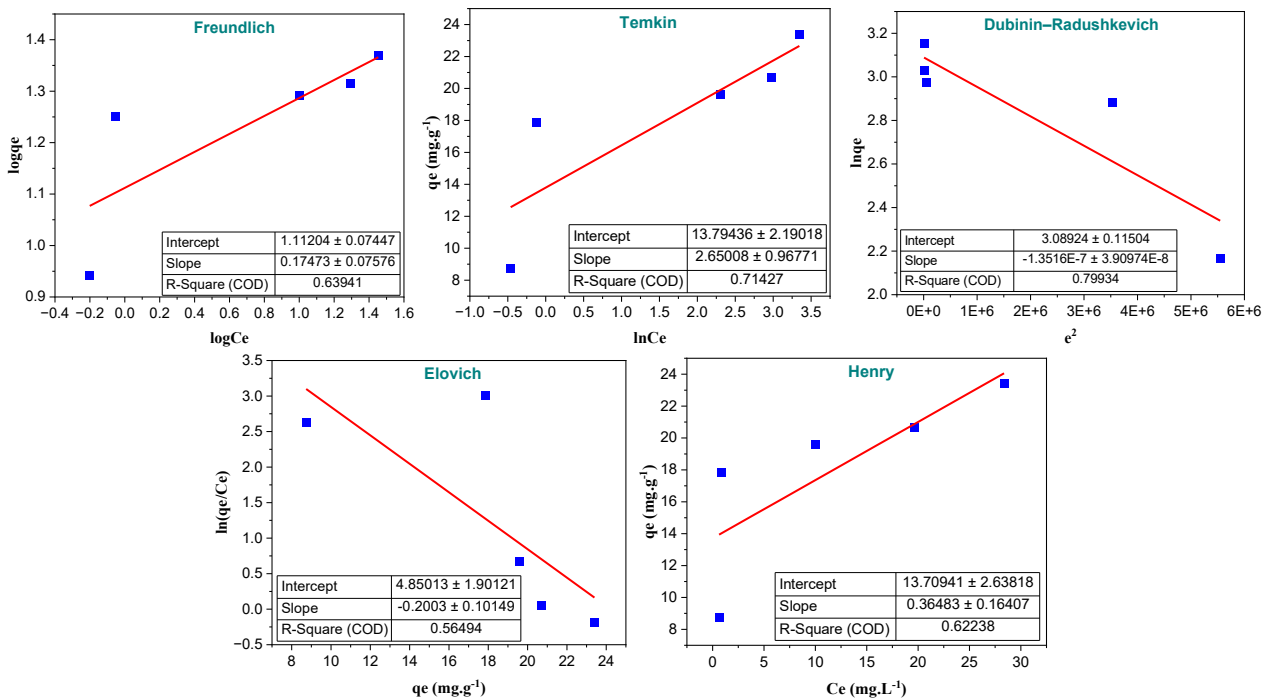 Freundlich
1.4
1.3
1.2
1.1
1.0
0.9
logqe
Intercept 1.11204 ± 0.07447
Slope 0.17473 ± 0.07576
R-Square (COD) 0.63941
−0.4 −0.2 0.0 0.2 0.4 0.6 0.8 1.0 1.2 1.4 1.6
logCe
Temkin
26
24
22
20
18
16
14
12
10
8
qe (mg.g⁻¹)
Intercept 13.79436 ± 2.19018
Slope 2.65008 ± 0.96771
R-Square (COD) 0.71427
−1.0 −0.5 0.0 0.5 1.0 1.5 2.0 2.5 3.0 3.5
lnCe
Dubinin–Radushkevich
3.2
3.0
2.8
2.6
2.4
2.2
2.0
lnqe
Intercept 3.08924 ± 0.11504
Slope -1.3516E-7 ± 3.90974E-8
R-Square (COD) 0.79934
0E+0 1E+6 2E+6 3E+6 4E+6 5E+6 6E+6
e²
Elovich
3.5
3.0
2.5
2.0
1.5
1.0
0.5
0.0
−0.5
ln(qe/Ce)
Intercept 4.85013 ± 1.90121
Slope -0.2003 ± 0.10149
R-Square (COD) 0.56494
8 10 12 14 16 18 20 22 24
qe (mg.g⁻¹)
Henry
24
22
20
18
16
14
12
10
8
qe (mg.g⁻¹)
Intercept 13.70941 ± 2.63818
Slope 0.36483 ± 0.16407
R-Square (COD) 0.62238
0 5 10 15 20 25 30
Ce (mg.L⁻¹)